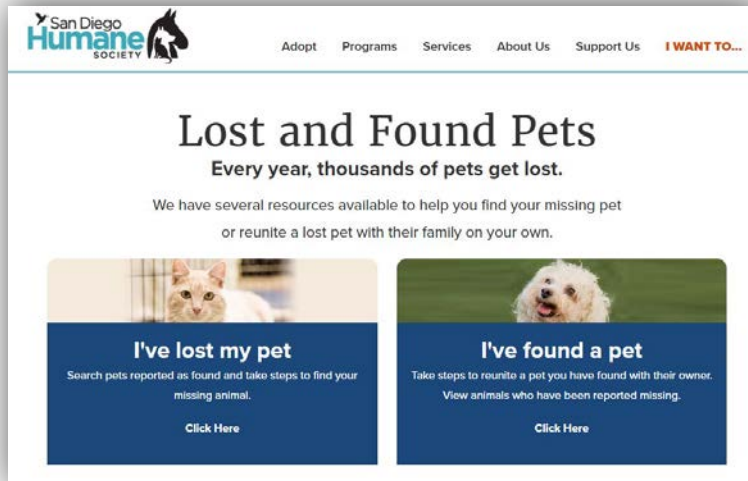 San Diego
Humane
SOCIETY
Adopt Programs Services About Us Support Us I WANT TO...
Lost and Found Pets
Every year, thousands of pets get lost.
We have several resources available to help you find your missing pet
or reunite a lost pet with their family on your own.
I've lost my pet
Search pets reported as found and take steps to find your
missing animal.
Click Here
I've found a pet
Take steps to reunite a pet you have found with their owner.
View animals who have been reported missing.
Click Here